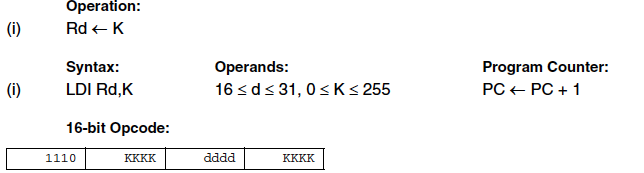 Operation:
(i) Rd ← K
Syntax: Operands: Program Counter:
(i) LDI Rd,K 16 ≤ d ≤ 31, 0 ≤ K ≤ 255 PC ← PC + 1
16-bit Opcode:
1110 KKKK dddd KKKK